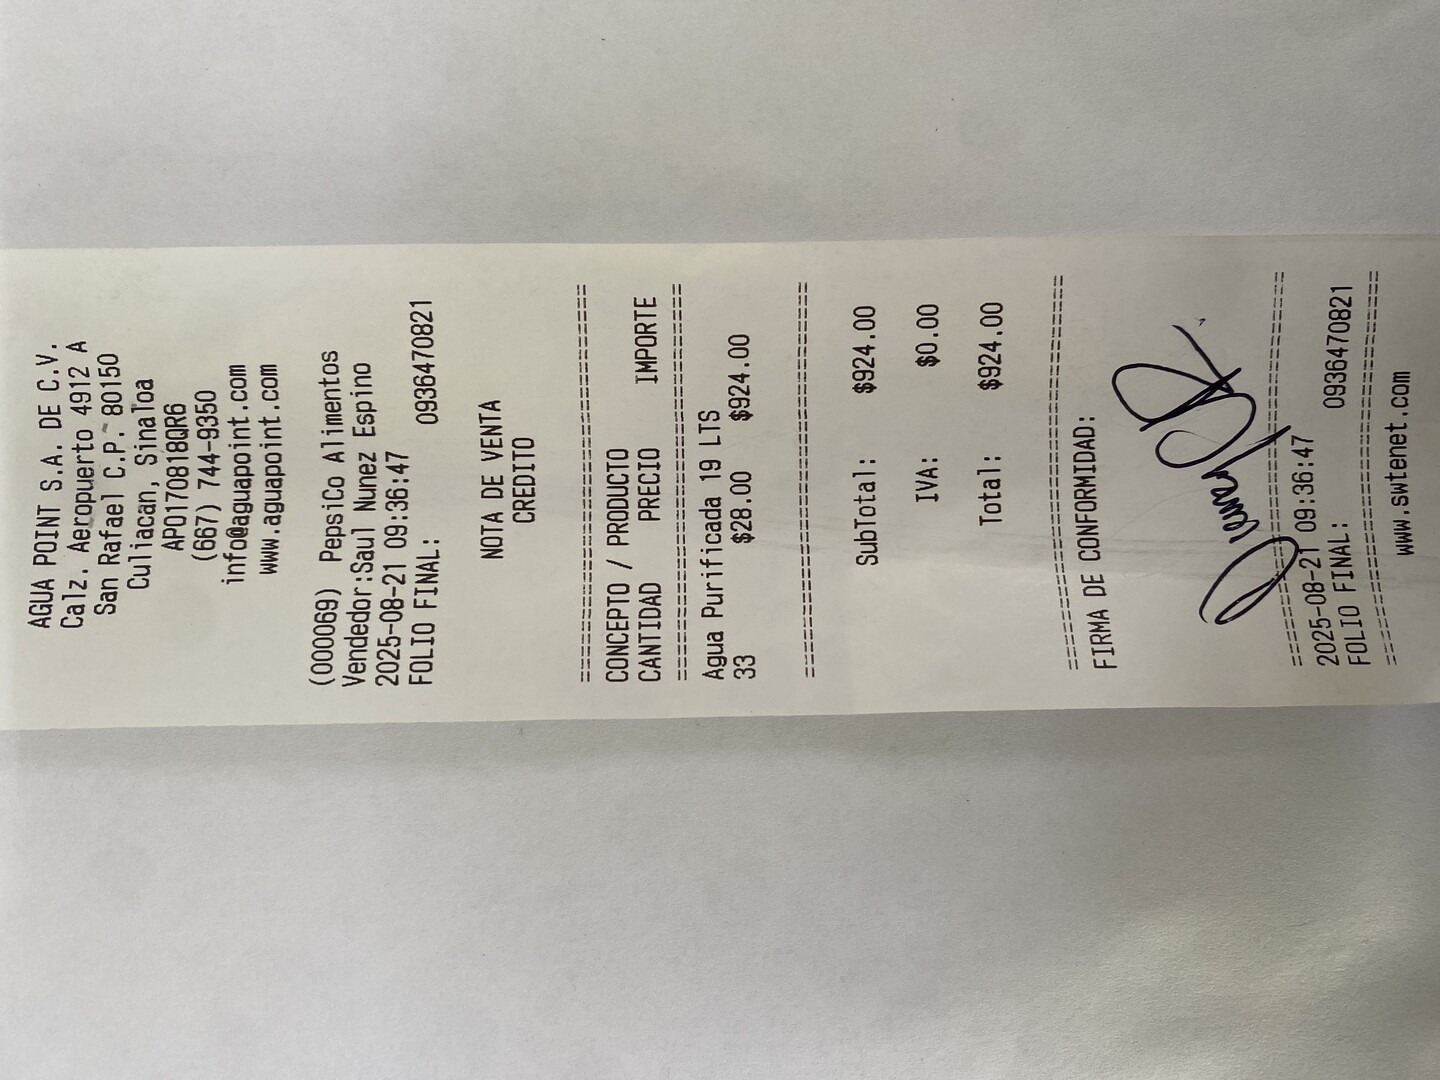 AGUA POINT S.A. DE C.V.
Calz. Aeropuerto 4912 A
San Rafael C.P. 80150
Culiacan, Sinaloa
APO170818QR6
(667) 744-9350
info@aguapoint.com
www.aguapoint.com
(000069) PepsiCo Alimentos
Vendedor:Saul Nunez Espino
2025-08-21 09:36:47
FOLIO FINAL: 0936470821
NOTA DE VENTA
CREDITO
CONCEPTO / PRODUCTO
CANTIDAD PRECIO IMPORTE
Agua Purificada 19 LTS
33 $28.00 $924.00
SubTotal: $924.00
IVA: $0.00
Total: $924.00
FIRMA DE CONFORMIDAD:
2025-08-21 09:36:47
FOLIO FINAL: 0936470821
www.swtenet.com